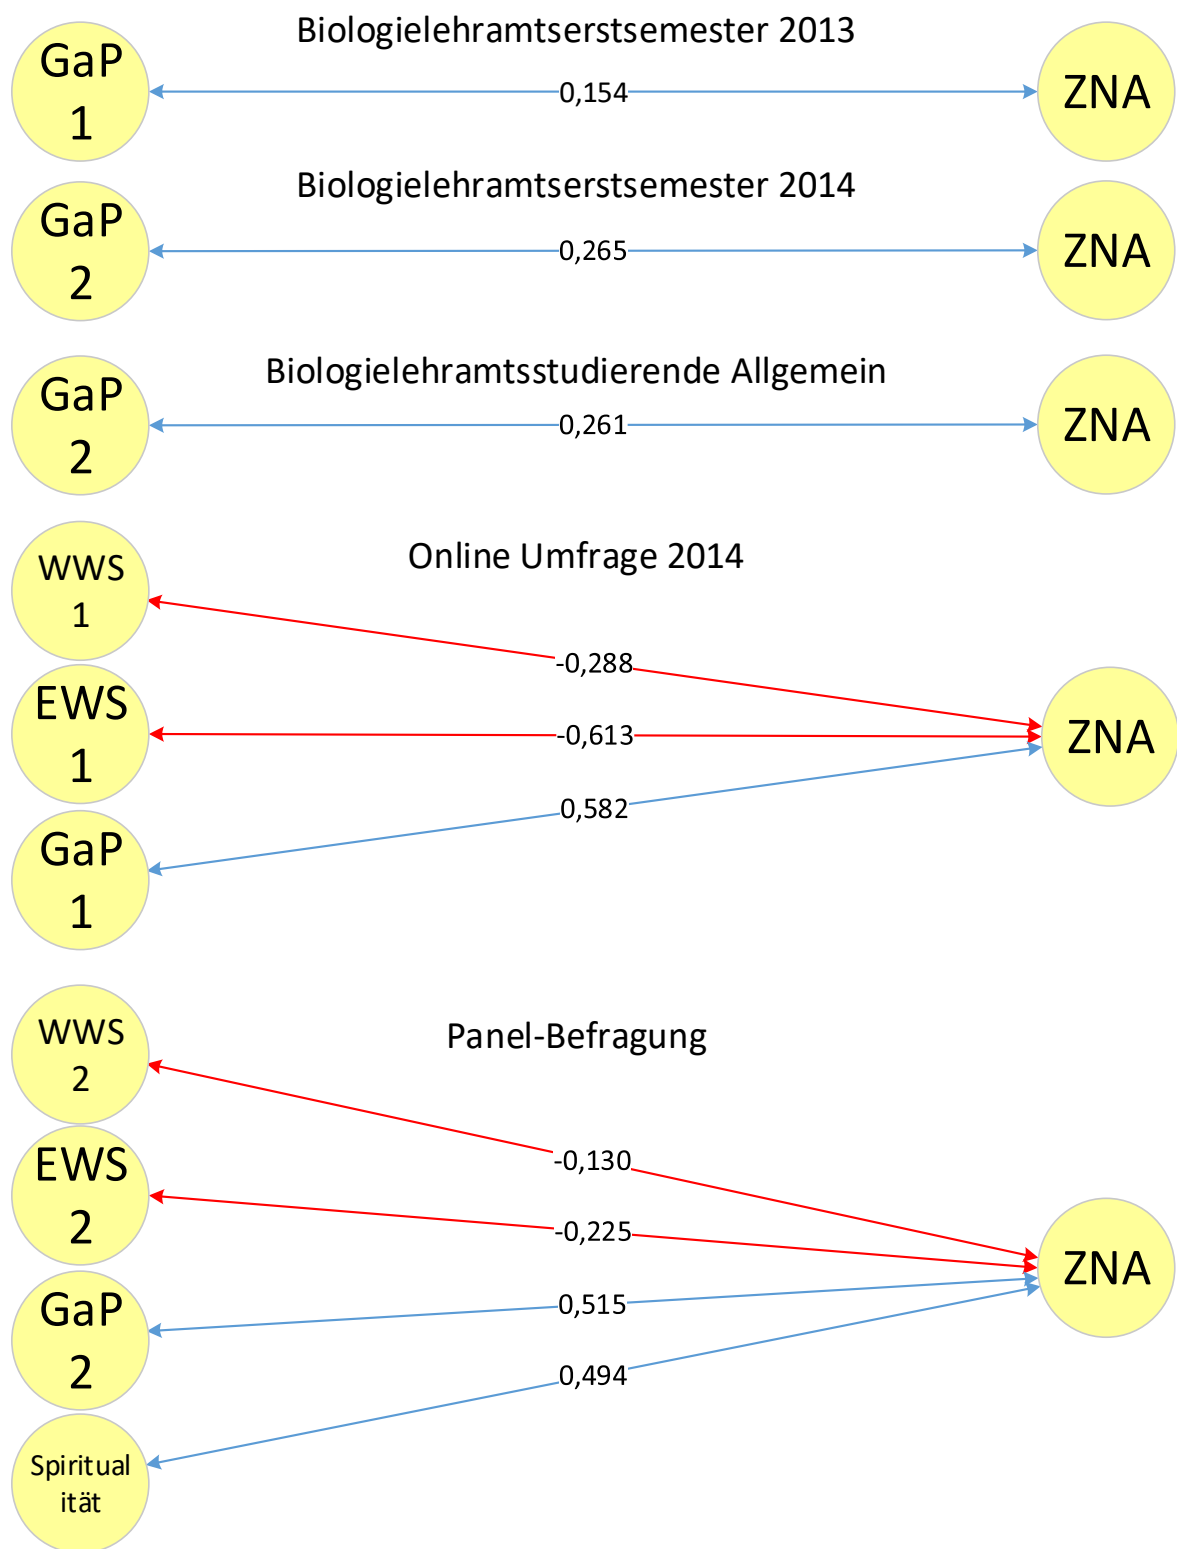 Biologielehramtserstsemester 2013
GaP
1
0,154
ZNA
Biologielehramtserstsemester 2014
GaP
2
0,265
ZNA
Biologielehramtsstudierende Allgemein
GaP
2
0,261
ZNA
Online Umfrage 2014
WWS
1
-0,288
EWS
1
-0,613
ZNA
GaP
1
0,582
Panel-Befragung
WWS
2
-0,130
EWS
2
-0,225
ZNA
GaP
2
0,515
0,494
Spiritual
ität